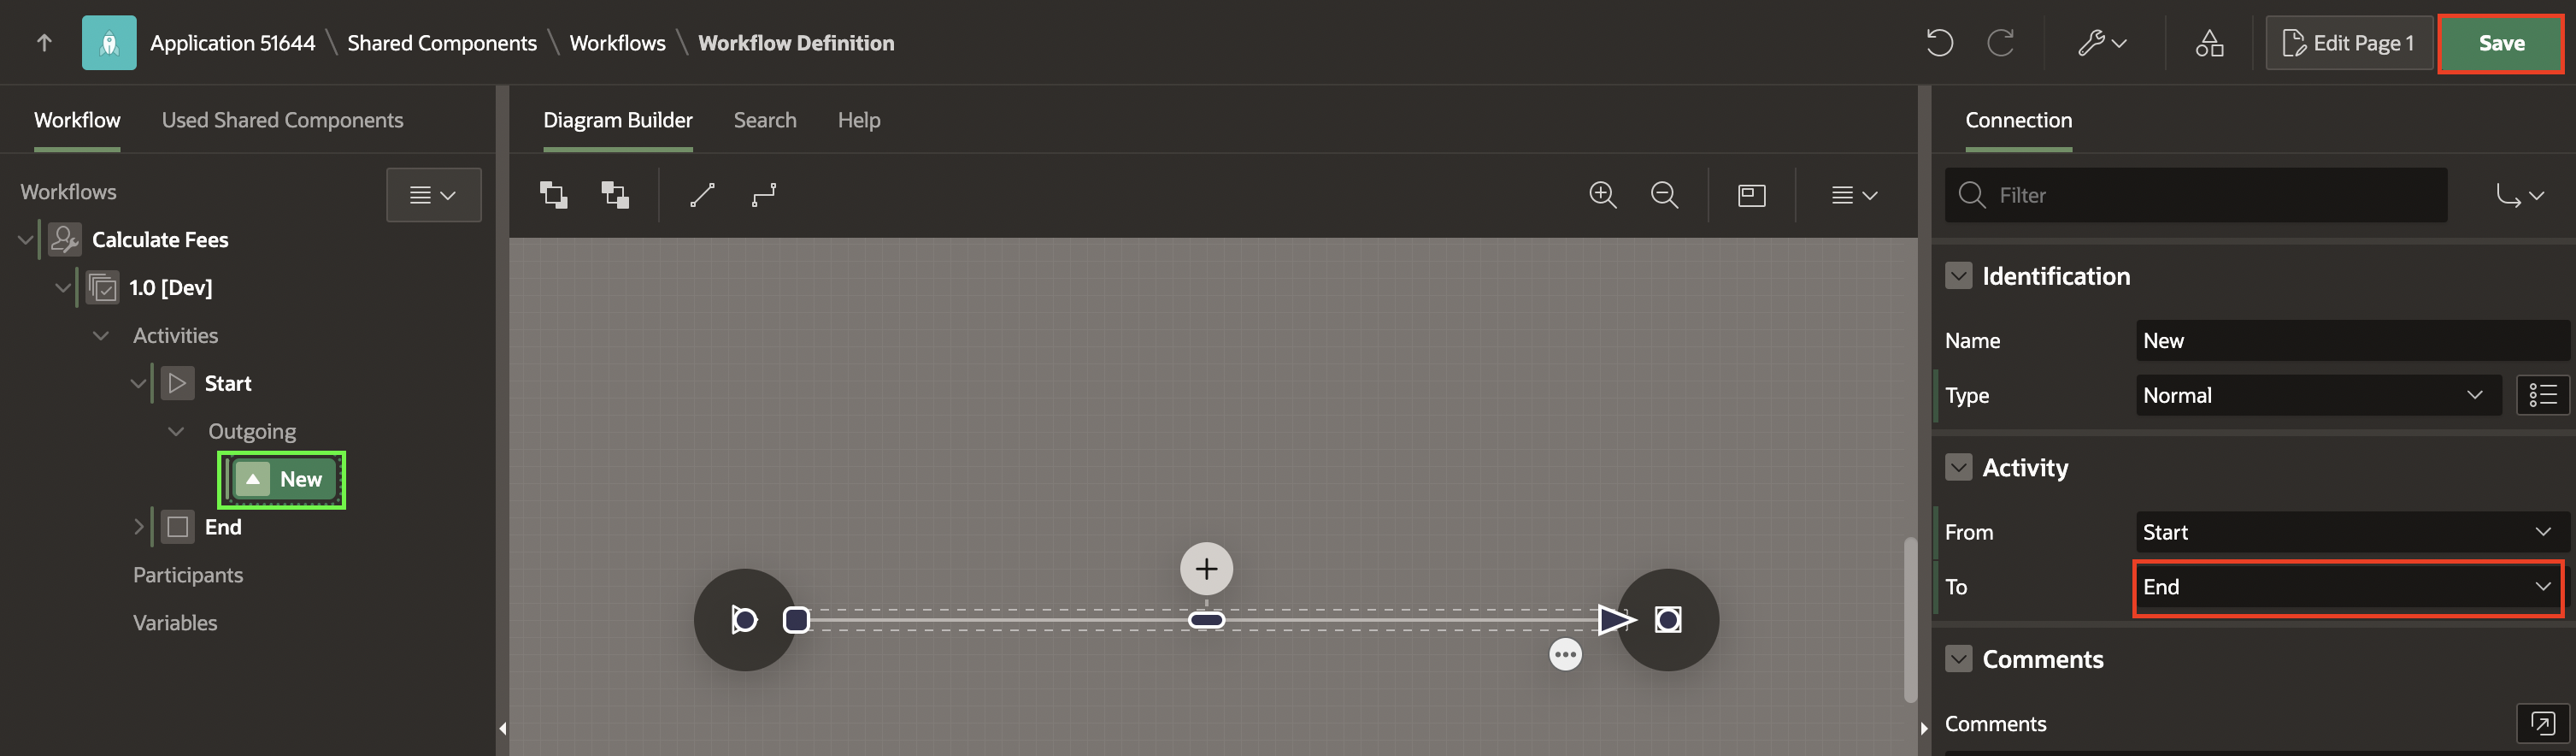 Application 51644 \ Shared Components \ Workflows \ Workflow Definition
Edit Page 1
Save
Workflow
Used Shared Components
Workflows
Calculate Fees
1.0 [Dev]
Activities
Start
Outgoing
New
End
Participants
Variables
Diagram Builder
Search
Help
Connection
Filter
Identification
Name
New
Type
Normal
Activity
From
Start
To
End
Comments
Comments